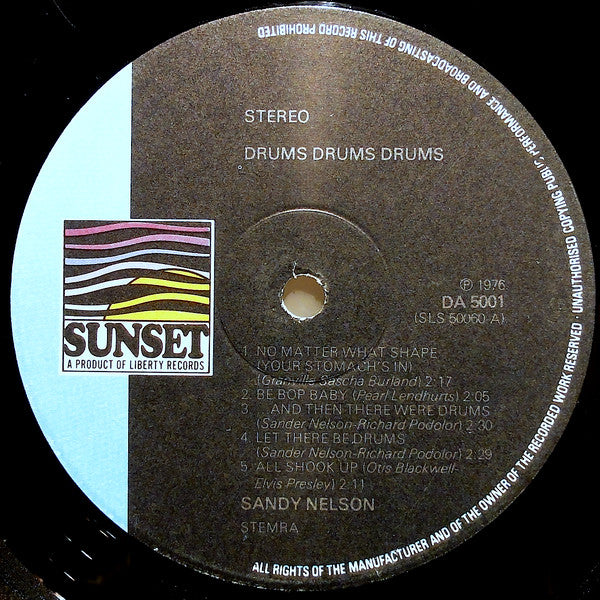 STEREO
DRUMS DRUMS DRUMS
SUNSET
A PRODUCT OF LIBERTY RECORDS
℗ 1976
DA 5001
(SLS 50060 A)
1. NO MATTER WHAT SHAPE
(YOUR STOMACH'S IN)
(Granville Sascha Burland) 2:17
2. BE BOP BABY (Pearl Lendhurts) 2:05
3. AND THEN THERE WERE DRUMS
(Sander Nelson-Richard Podolor) 2:30
4. LET THERE BE DRUMS
(Sander Nelson-Richard Podolor) 2:29
5. ALL SHOOK UP (Otis Blackwell-
Elvis Presley) 2:11
SANDY NELSON
STEMRA
ALL RIGHTS OF THE MANUFACTURER AND OF THE OWNER OF THE RECORDED WORK RESERVED · UNAUTHORISED COPYING PUBLIC PERFORMANCE AND BROADCASTING OF THIS RECORD PROHIBITED